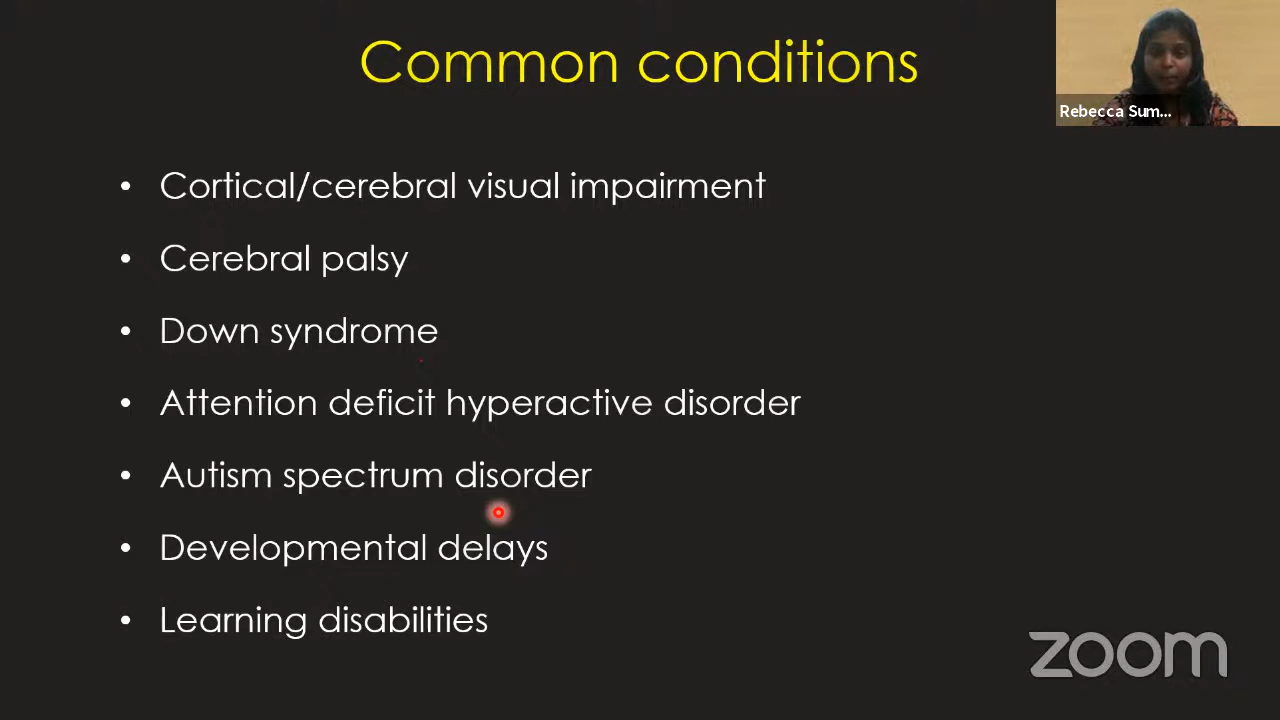 Common conditions
Rebecca Sum...
• Cortical/cerebral visual impairment
• Cerebral palsy
• Down syndrome
• Attention deficit hyperactive disorder
• Autism spectrum disorder
• Developmental delays
• Learning disabilities
zoom